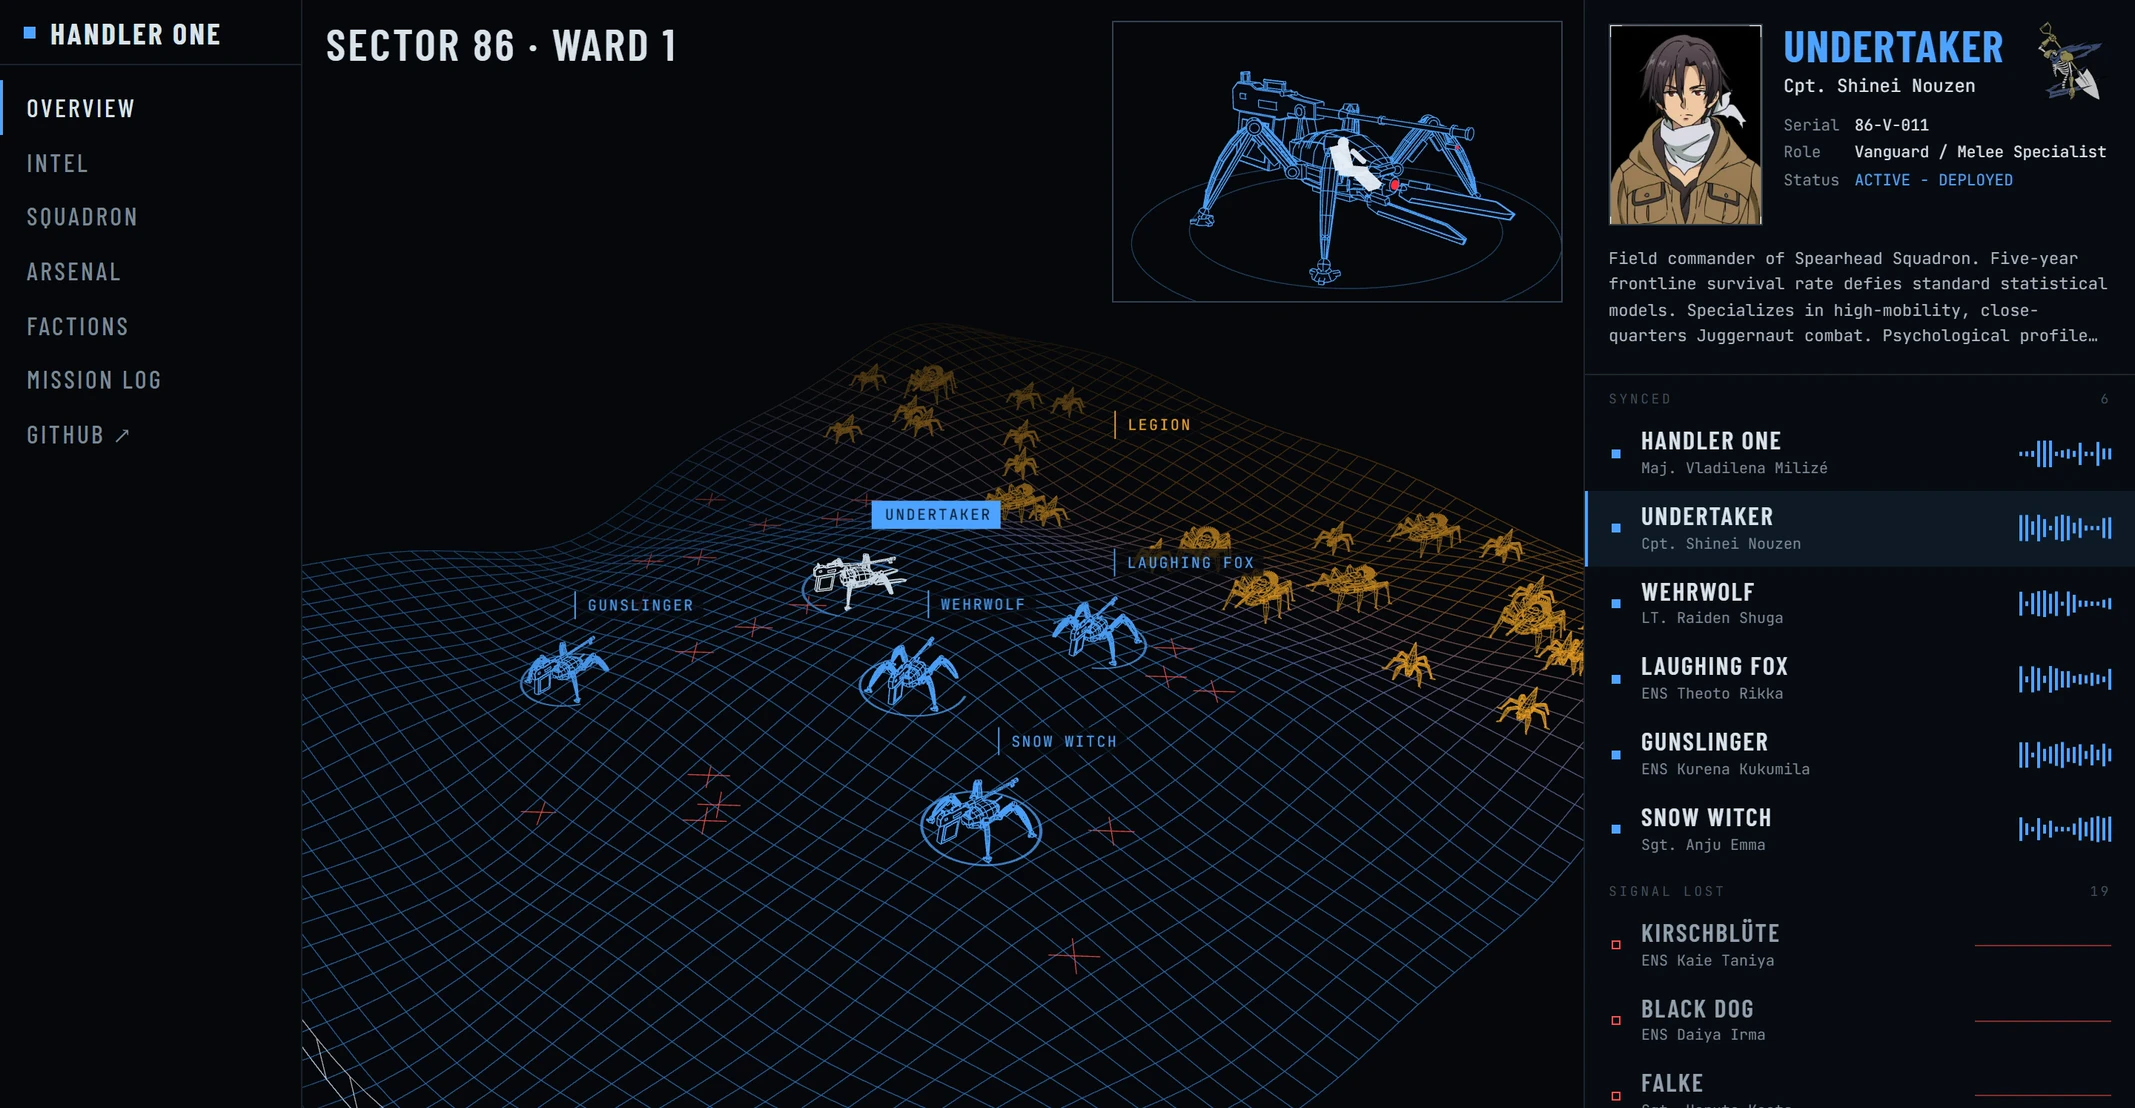 HANDLER ONE
OVERVIEW
INTEL
SQUADRON
ARSENAL
FACTIONS
MISSION LOG
GITHUB ↗
SECTOR 86 · WARD 1
LEGION
UNDERTAKER
LAUGHING FOX
GUNSLINGER
WEHRWOLF
SNOW WITCH
UNDERTAKER
Cpt. Shinei Nouzen
Serial 86-V-011
Role Vanguard / Melee Specialist
Status ACTIVE - DEPLOYED
Field commander of Spearhead Squadron. Five-year
frontline survival rate defies standard statistical
models. Specializes in high-mobility, close-
quarters Juggernaut combat. Psychological profile…
SYNCED 6
HANDLER ONE
Maj. Vladilena Milizé
UNDERTAKER
Cpt. Shinei Nouzen
WEHRWOLF
LT. Raiden Shuga
LAUGHING FOX
ENS Theoto Rikka
GUNSLINGER
ENS Kurena Kukumila
SNOW WITCH
Sgt. Anju Emma
SIGNAL LOST 19
KIRSCHBLÜTE
ENS Kaie Taniya
BLACK DOG
ENS Daiya Irma
FALKE